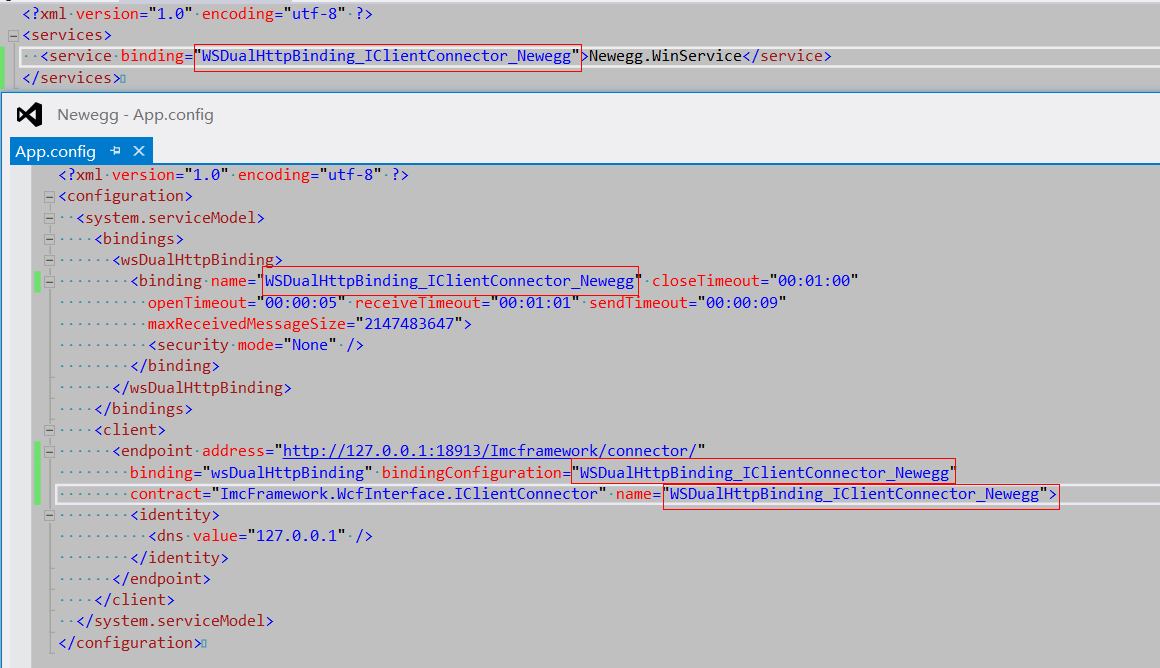 <?xml version="1.0" encoding="utf-8" ?>
<services>
  <service binding="WSDualHttpBinding_IClientConnector_Newegg">Newegg.WinService</service>
</services>
Newegg - App.config
App.config
<?xml version="1.0" encoding="utf-8" ?>
<configuration>
  <system.serviceModel>
    <bindings>
      <wsDualHttpBinding>
        <binding name="WSDualHttpBinding_IClientConnector_Newegg" closeTimeout="00:01:00"
          openTimeout="00:00:05" receiveTimeout="00:01:01" sendTimeout="00:00:09"
          maxReceivedMessageSize="2147483647">
          <security mode="None" />
        </binding>
      </wsDualHttpBinding>
    </bindings>
    <client>
      <endpoint address="http://127.0.0.1:18913/Imcframework/connector/"
        binding="wsDualHttpBinding" bindingConfiguration="WSDualHttpBinding_IClientConnector_Newegg"
        contract="ImcFramework.WcfInterface.IClientConnector" name="WSDualHttpBinding_IClientConnector_Newegg">
        <identity>
          <dns value="127.0.0.1" />
        </identity>
      </endpoint>
    </client>
  </system.serviceModel>
</configuration>